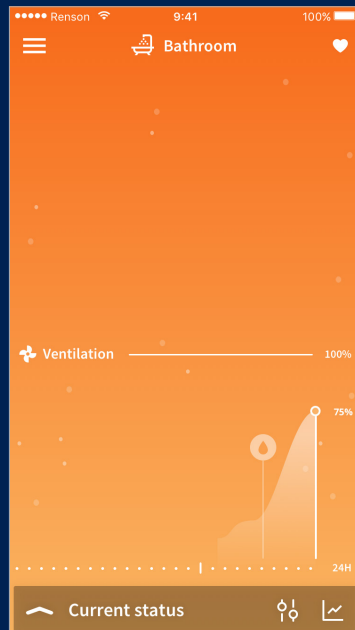 Renson 9:41 100%
Bathroom
Ventilation 100%
75%
24H
Current status